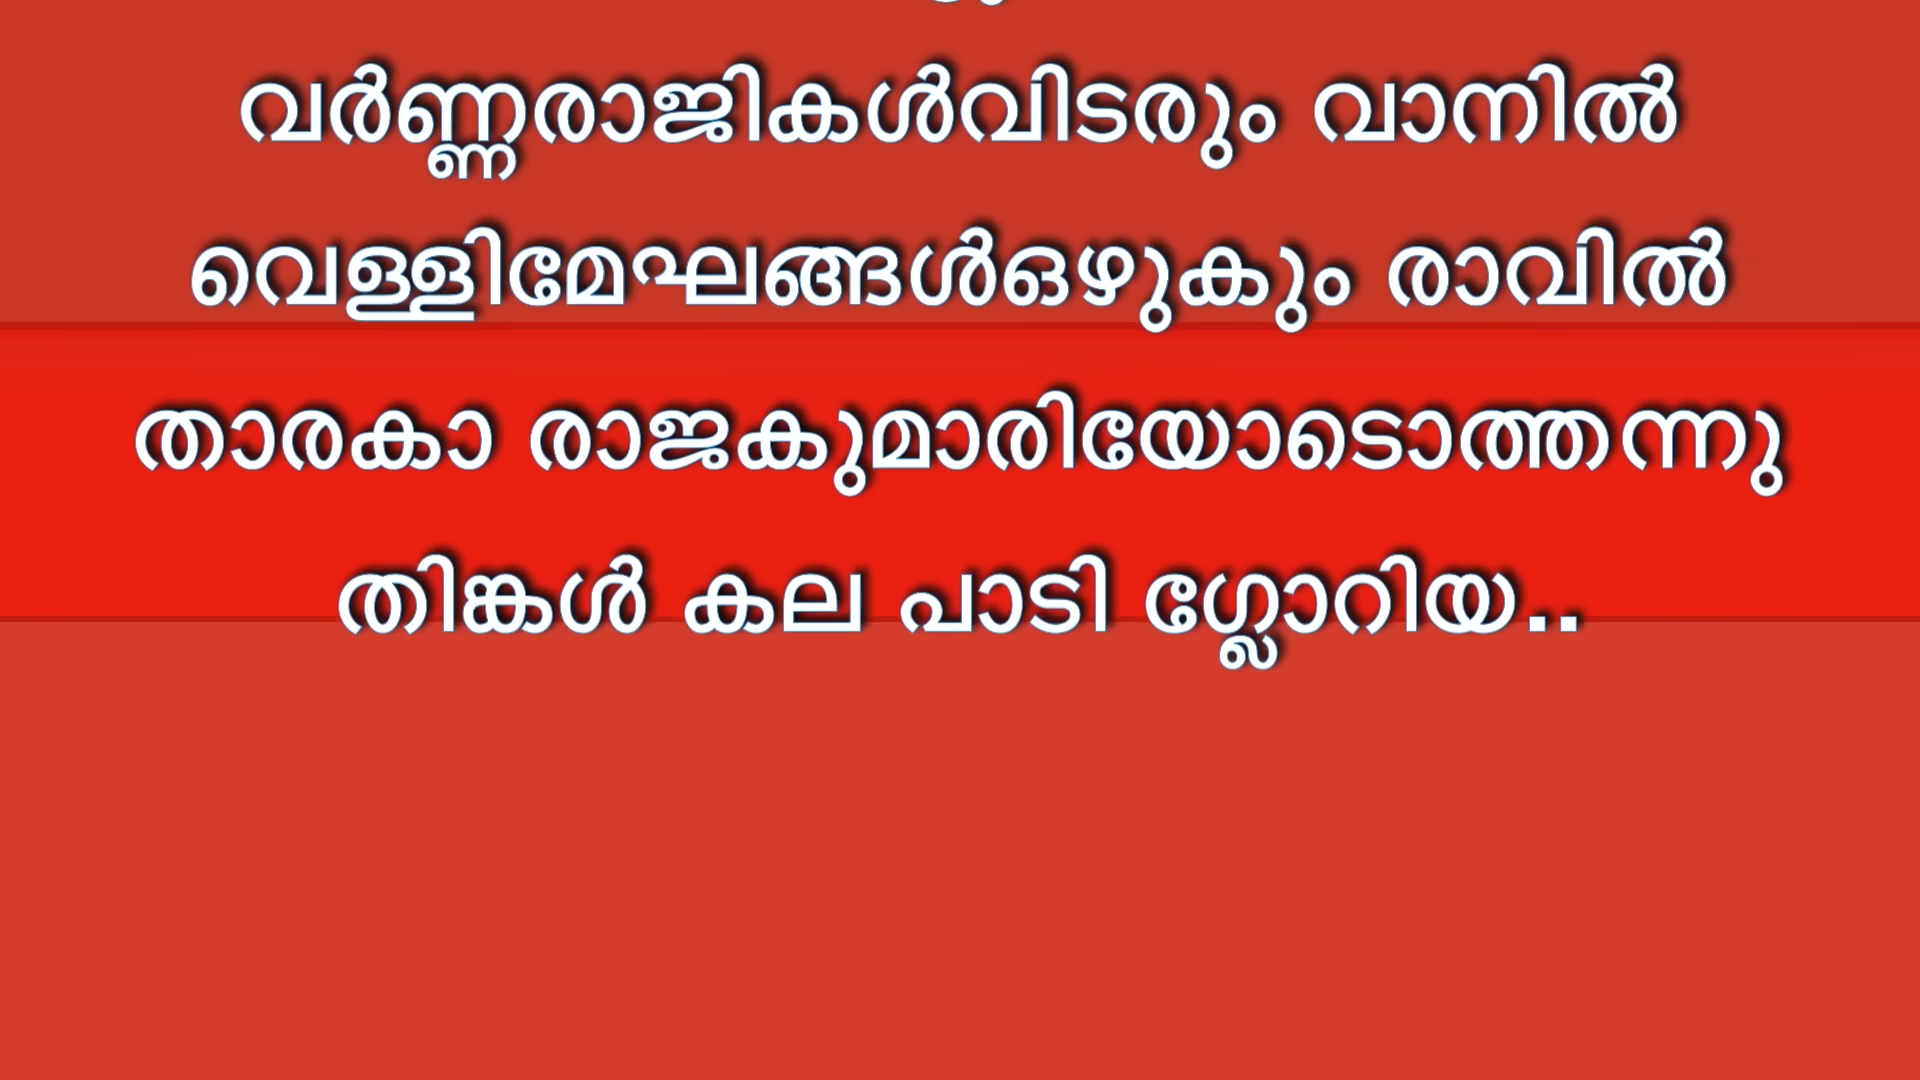 വർണ്ണരാജികൾവിടരും വാനിൽ
വെള്ളിമേഘങ്ങൾഒഴുകും രാവിൽ
താരകാ രാജകുമാരിയോടൊത്തന്നു
തിങ്കൾ കല പാടി ഗ്ലോറിയ..